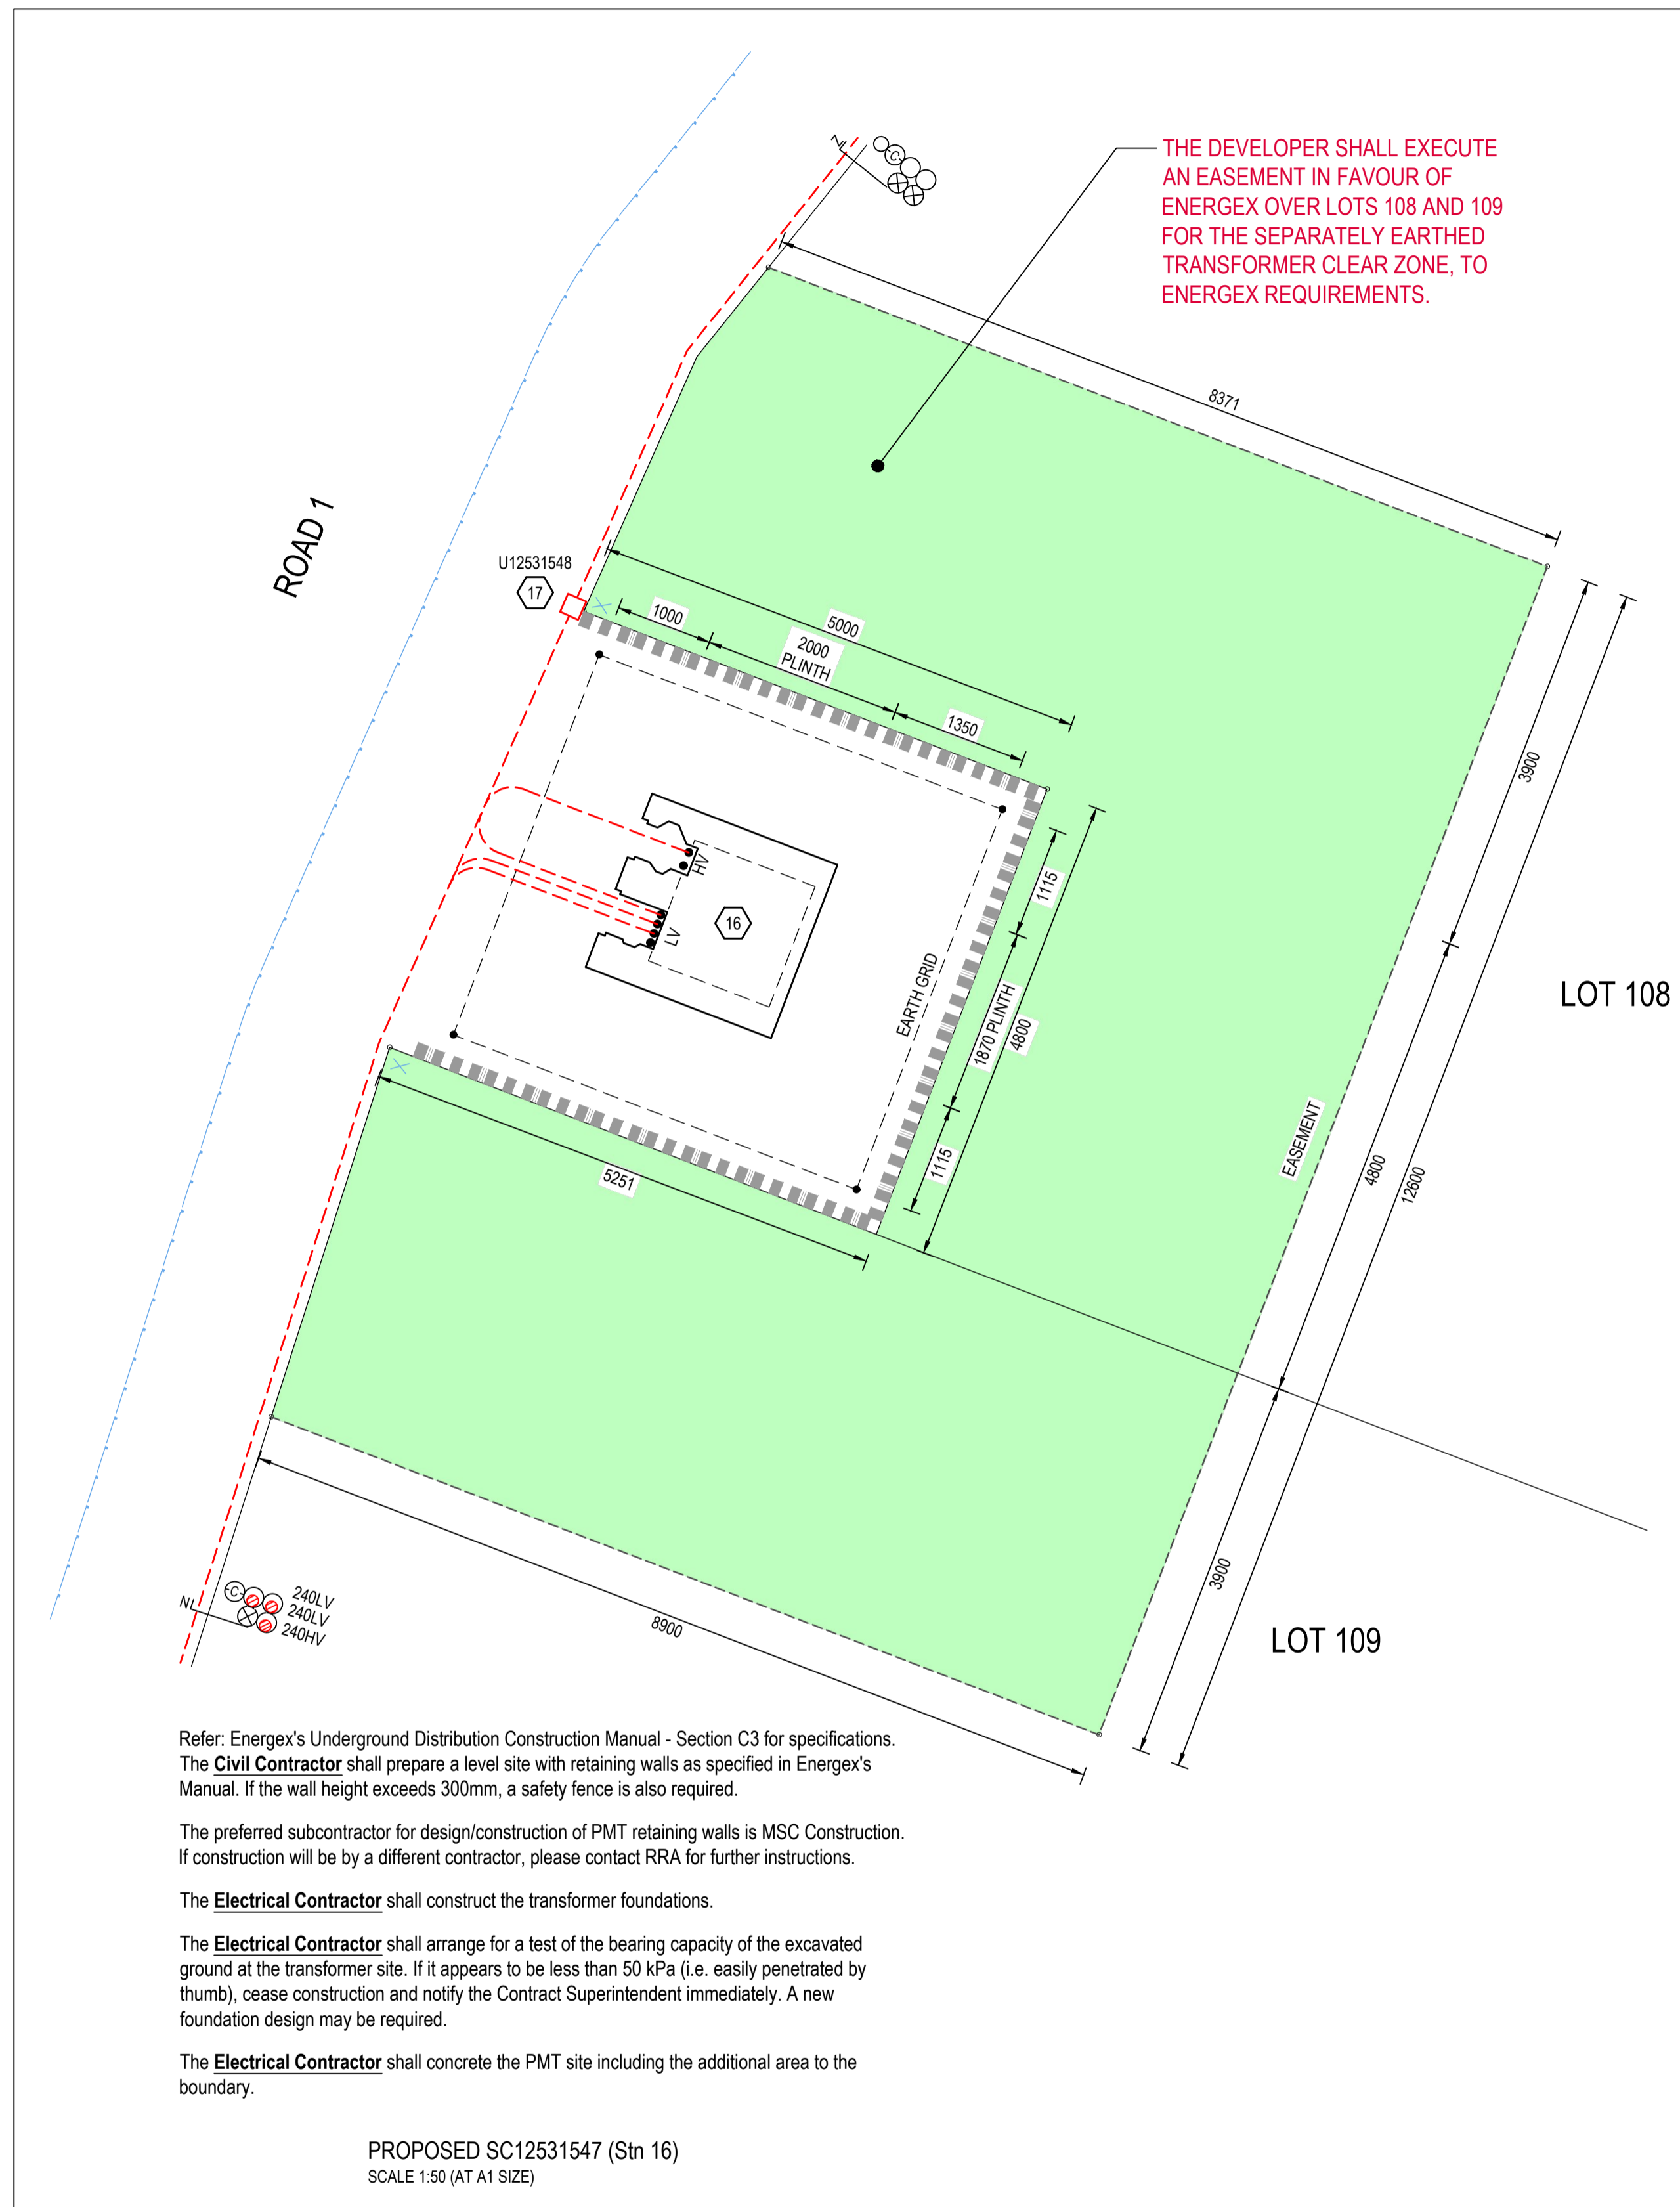 THE DEVELOPER SHALL EXECUTE
AN EASEMENT IN FAVOUR OF
ENERGEX OVER LOTS 108 AND 109
FOR THE SEPARATELY EARTHED
TRANSFORMER CLEAR ZONE, TO
ENERGEX REQUIREMENTS.
N
C
8371
ROAD 1
U12531548
17
1000
5000
2000
PLINTH
1350
3900
HV
LV
16
1115
EARTH GRID
1870 PLINTH
4800
1115
LOT 108
EASEMENT
4800
12600
5251
3900
LOT 109
8900
N
C
240LV
240LV
240HV
Refer: Energex's Underground Distribution Construction Manual - Section C3 for specifications.
The Civil Contractor shall prepare a level site with retaining walls as specified in Energex's
Manual. If the wall height exceeds 300mm, a safety fence is also required.
The preferred subcontractor for design/construction of PMT retaining walls is MSC Construction.
If construction will be by a different contractor, please contact RRA for further instructions.
The Electrical Contractor shall construct the transformer foundations.
The Electrical Contractor shall arrange for a test of the bearing capacity of the excavated
ground at the transformer site. If it appears to be less than 50 kPa (i.e. easily penetrated by
thumb), cease construction and notify the Contract Superintendent immediately. A new
foundation design may be required.
The Electrical Contractor shall concrete the PMT site including the additional area to the
boundary.
PROPOSED SC12531547 (Stn 16)
SCALE 1:50 (AT A1 SIZE)